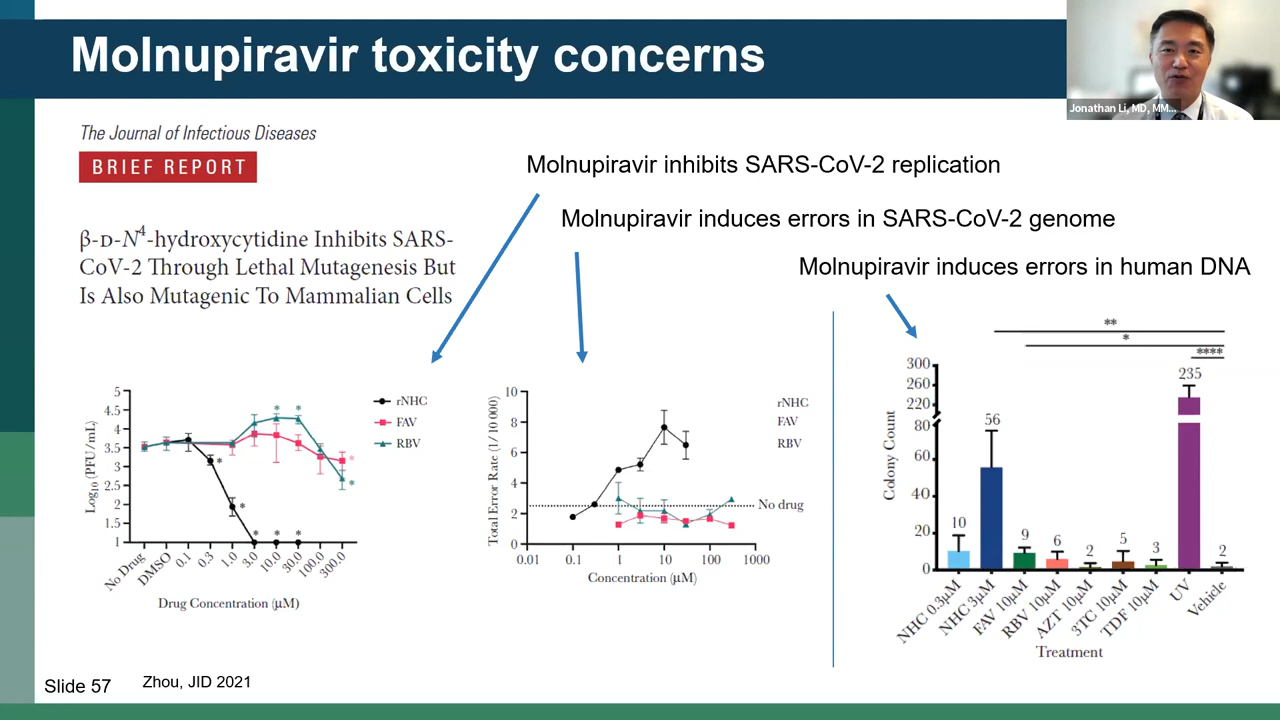 Molnupiravir toxicity concerns
Jonathan Li, MD, MM...
The Journal of Infectious Diseases
BRIEF REPORT
Molnupiravir inhibits SARS-CoV-2 replication
Molnupiravir induces errors in SARS-CoV-2 genome
Molnupiravir induces errors in human DNA
β-D-N⁴-hydroxycytidine Inhibits SARS-
CoV-2 Through Lethal Mutagenesis But
Is Also Mutagenic To Mammalian Cells
Log₁₀ (PFU/mL)
5
4.5
4
3.5
3
2.5
2
1.5
1
* * * * * * * * * *
rNHC
FAV
RBV
No Drug
DMSO
0.1
0.3
1.0
3.0
10.0
30.0
100.0
300.0
Drug Concentration (μM)
Total Error Rate (1/10 000)
10
8
6
4
2
0
rNHC
FAV
RBV
No drug
0.01 0.1 1 10 100 1000
Concentration (μM)
Colony Count
300
260
220
80
60
40
20
0
**
*
****
10
56
9
6
2
5
3
235
2
NHC 0.3μM
NHC 3μM
FAV 10μM
RBV 10μM
AZT 10μM
3TC 10μM
TDF 10μM
UV
Vehicle
Treatment
Slide 57
Zhou, JID 2021